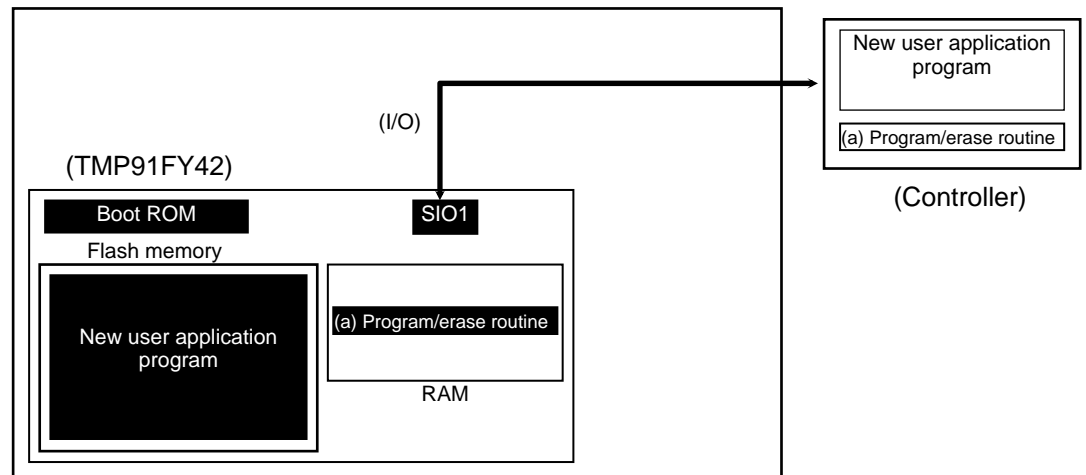 New user application
program
(a) Program/erase routine
(Controller)
(I/O)
(TMP91FY42)
Boot ROM
SIO1
Flash memory
New user application
program
(a) Program/erase routine
RAM